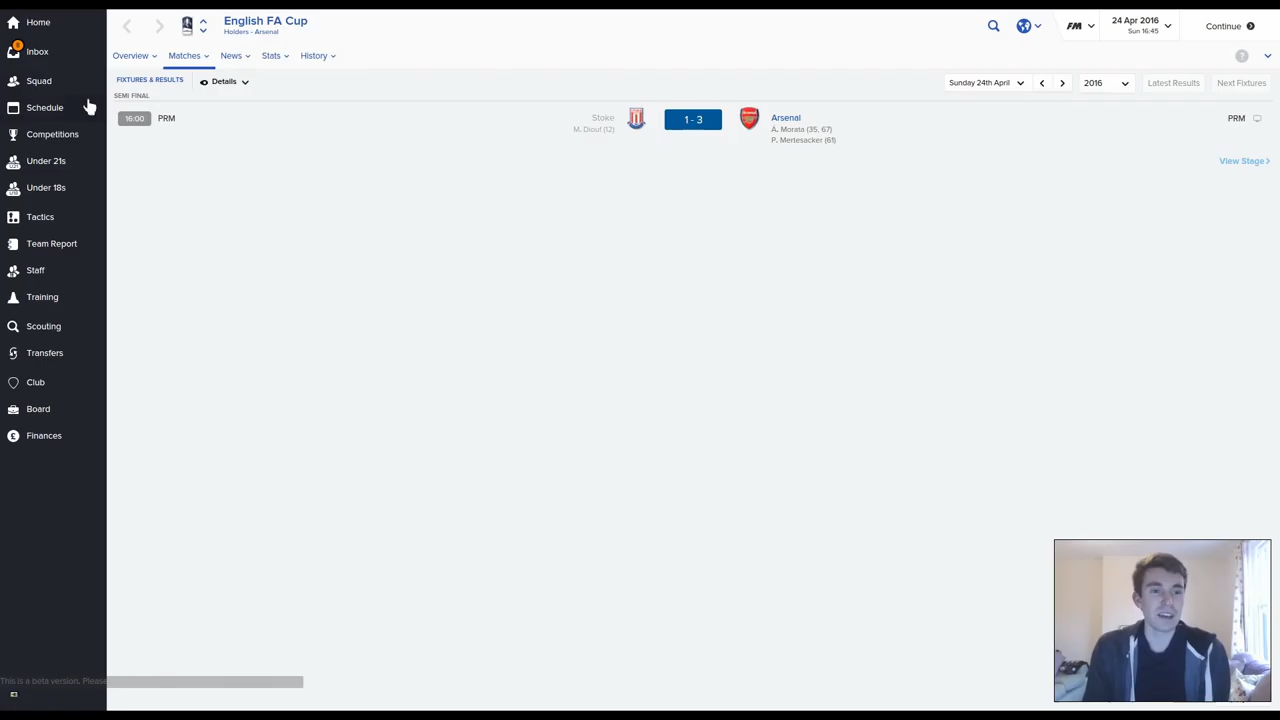 Home
English FA Cup
Holders - Arsenal
FM
24 Apr 2016
Sun 16:45
Continue
Inbox
Overview
Matches
News
Stats
History
?
Squad
FIXTURES & RESULTS
Details
Sunday 24th April
2016
Latest Results
Next Fixtures
SEMI FINAL
Schedule
16:00
PRM
Stoke
M. Diouf (12)
1 - 3
Arsenal
Á. Morata (35, 67)
P. Mertesacker (61)
PRM
View Stage
Competitions
Under 21s
Under 18s
Tactics
Team Report
Staff
Training
Scouting
Transfers
Club
Board
Finances
This is a beta version. Please